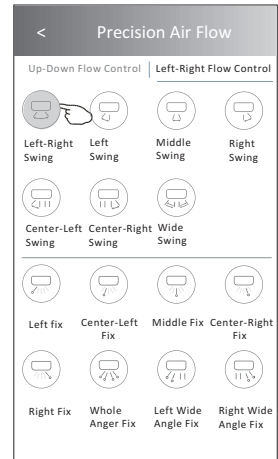 < Precision Air Flow
Up-Down Flow Control Left-Right Flow Control
Left-Right Left Middle Right
Swing Swing Swing Swing
Center-Left Center-Right Wide
Swing Swing Swing
Left fix Center-Left Middle Fix Center-Right
Fix Fix
Right Fix Whole Left Wide Right Wide
Anger Fix Angle Fix Angle Fix